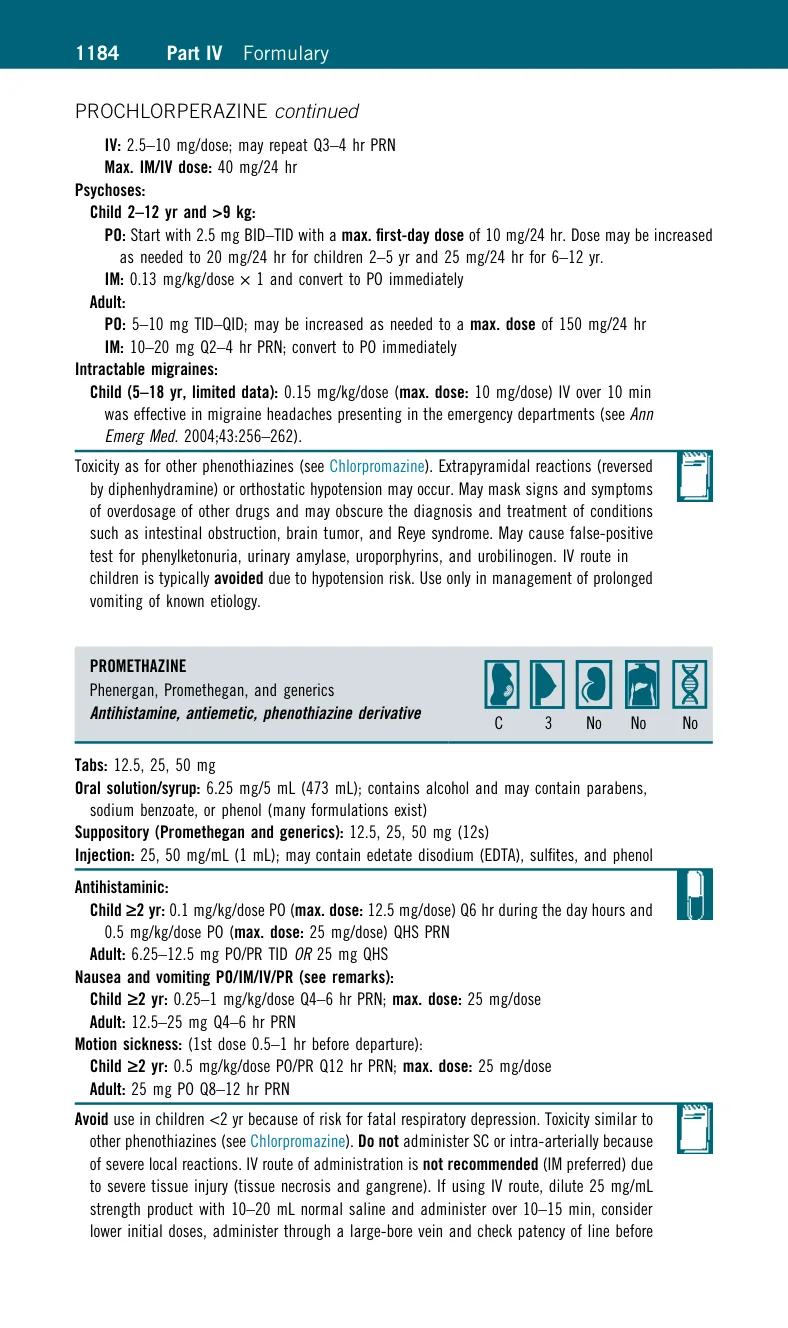 1184 Part IV Formulary
PROCHLORPERAZINE continued
IV: 2.5–10 mg/dose; may repeat Q3–4 hr PRN
Max. IM/IV dose: 40 mg/24 hr
Psychoses:
Child 2–12 yr and >9 kg:
PO: Start with 2.5 mg BID–TID with a max. first-day dose of 10 mg/24 hr. Dose may be increased
as needed to 20 mg/24 hr for children 2–5 yr and 25 mg/24 hr for 6–12 yr.
IM: 0.13 mg/kg/dose × 1 and convert to PO immediately
Adult:
PO: 5–10 mg TID–QID; may be increased as needed to a max. dose of 150 mg/24 hr
IM: 10–20 mg Q2–4 hr PRN; convert to PO immediately
Intractable migraines:
Child (5–18 yr, limited data): 0.15 mg/kg/dose (max. dose: 10 mg/dose) IV over 10 min
was effective in migraine headaches presenting in the emergency departments (see Ann
Emerg Med. 2004;43:256–262).
Toxicity as for other phenothiazines (see Chlorpromazine). Extrapyramidal reactions (reversed
by diphenhydramine) or orthostatic hypotension may occur. May mask signs and symptoms
of overdosage of other drugs and may obscure the diagnosis and treatment of conditions
such as intestinal obstruction, brain tumor, and Reye syndrome. May cause false-positive
test for phenylketonuria, urinary amylase, uroporphyrins, and urobilinogen. IV route in
children is typically avoided due to hypotension risk. Use only in management of prolonged
vomiting of known etiology.
PROMETHAZINE
Phenergan, Promethegan, and generics
Antihistamine, antiemetic, phenothiazine derivative
C 3 No No No
Tabs: 12.5, 25, 50 mg
Oral solution/syrup: 6.25 mg/5 mL (473 mL); contains alcohol and may contain parabens,
sodium benzoate, or phenol (many formulations exist)
Suppository (Promethegan and generics): 12.5, 25, 50 mg (12s)
Injection: 25, 50 mg/mL (1 mL); may contain edetate disodium (EDTA), sulfites, and phenol
Antihistaminic:
Child ≥2 yr: 0.1 mg/kg/dose PO (max. dose: 12.5 mg/dose) Q6 hr during the day hours and
0.5 mg/kg/dose PO (max. dose: 25 mg/dose) QHS PRN
Adult: 6.25–12.5 mg PO/PR TID OR 25 mg QHS
Nausea and vomiting PO/IM/IV/PR (see remarks):
Child ≥2 yr: 0.25–1 mg/kg/dose Q4–6 hr PRN; max. dose: 25 mg/dose
Adult: 12.5–25 mg Q4–6 hr PRN
Motion sickness: (1st dose 0.5–1 hr before departure):
Child ≥2 yr: 0.5 mg/kg/dose PO/PR Q12 hr PRN; max. dose: 25 mg/dose
Adult: 25 mg PO Q8–12 hr PRN
Avoid use in children <2 yr because of risk for fatal respiratory depression. Toxicity similar to
other phenothiazines (see Chlorpromazine). Do not administer SC or intra-arterially because
of severe local reactions. IV route of administration is not recommended (IM preferred) due
to severe tissue injury (tissue necrosis and gangrene). If using IV route, dilute 25 mg/mL
strength product with 10–20 mL normal saline and administer over 10–15 min, consider
lower initial doses, administer through a large-bore vein and check patency of line before